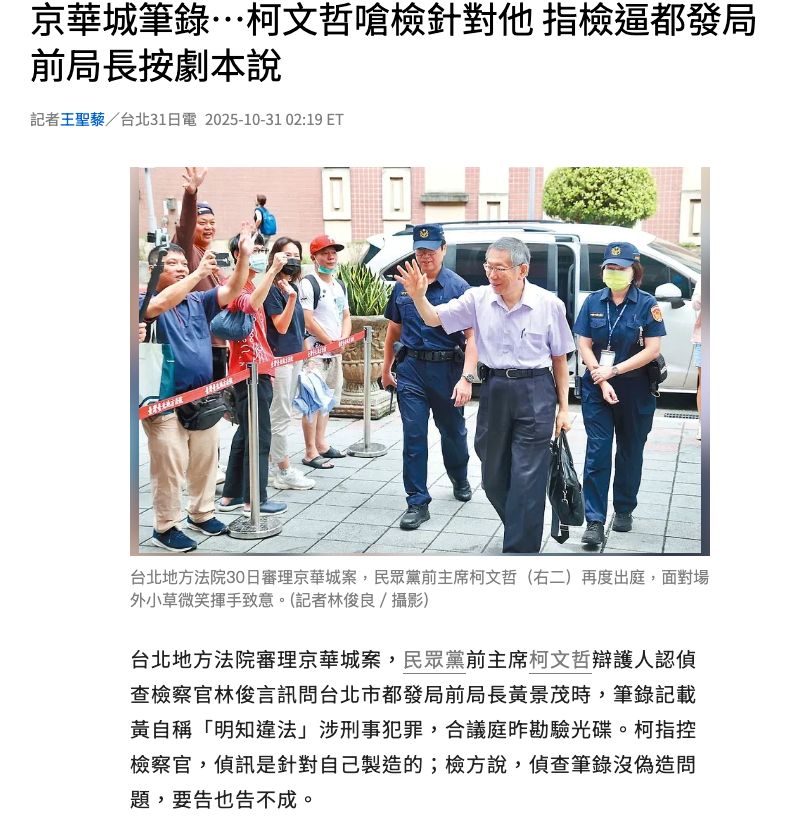 京華城筆錄…柯文哲嗆檢針對他 指檢逼都發局
前局長按劇本說
記者王聖藜／台北31日電 2025-10-31 02:19 ET
台北地方法院30日審理京華城案，民眾黨前主席柯文哲（右二）再度出庭，面對場
外小草微笑揮手致意。(記者林俊良 / 攝影)
台北地方法院審理京華城案，民眾黨前主席柯文哲辯護人認偵
查檢察官林俊言訊問台北市都發局前局長黃景茂時，筆錄記載
黃自稱「明知違法」涉刑事犯罪，合議庭昨勘驗光碟。柯指控
檢察官，偵訊是針對自己製造的；檢方說，偵查筆錄沒偽造問
題，要告也告不成。